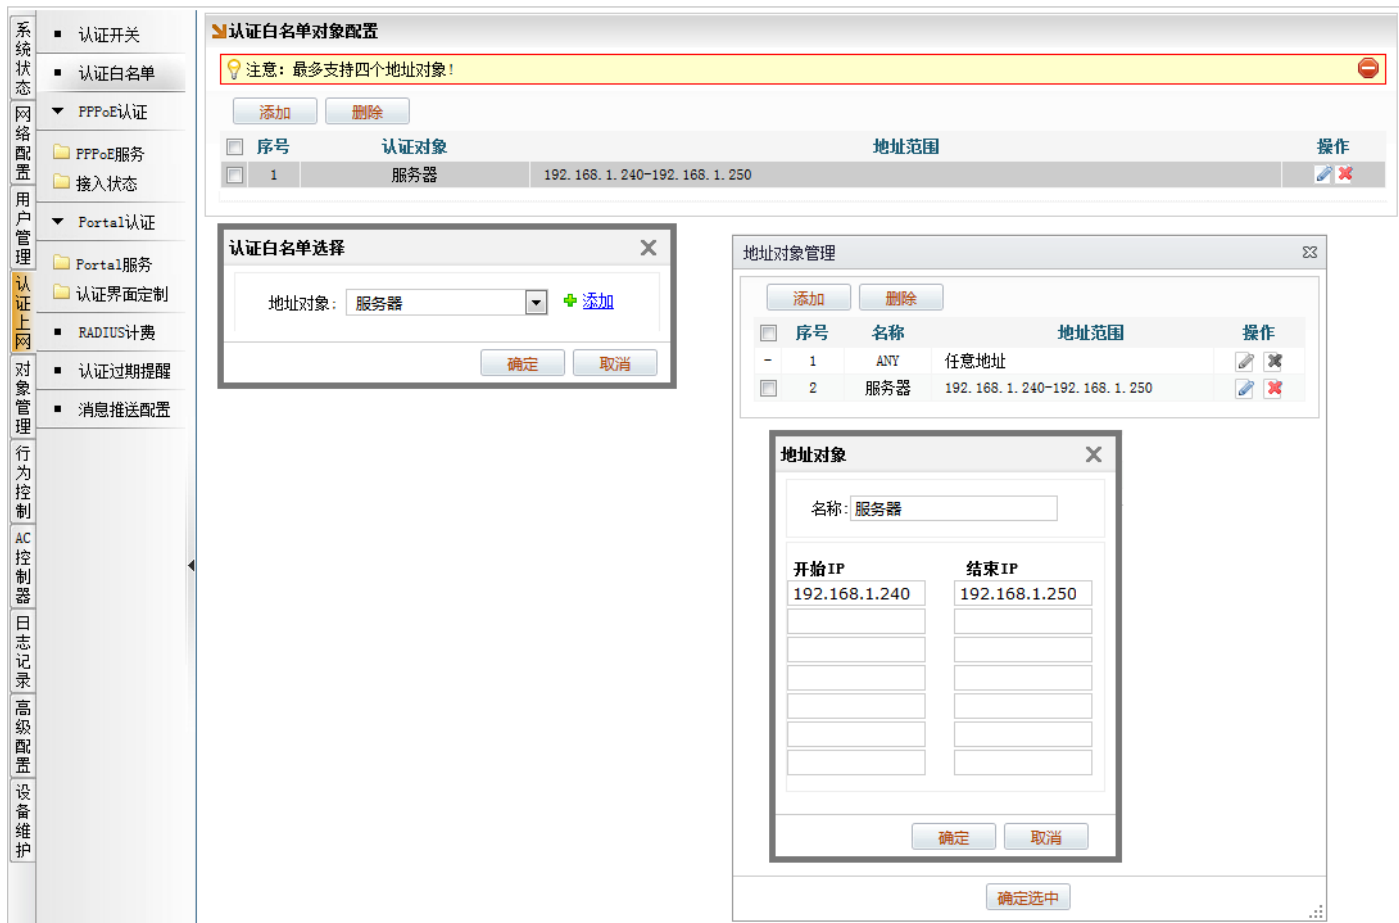 系统状态
网络配置
用户管理
认证上网
对象管理
行为控制
AC控制器
日志记录
高级配置
设备维护
认证开关
认证白名单
PPPoE认证
PPPoE服务
接入状态
Portal认证
Portal服务
认证界面定制
RADIUS计费
认证过期提醒
消息推送配置
认证白名单对象配置
注意：最多支持四个地址对象！
添加 删除
序号 认证对象 地址范围 操作
1 服务器 192.168.1.240-192.168.1.250
认证白名单选择
地址对象： 服务器 添加
确定 取消
地址对象管理
添加 删除
序号 名称 地址范围 操作
- 1 ANY 任意地址
2 服务器 192.168.1.240-192.168.1.250
地址对象
名称: 服务器
开始IP 结束IP
192.168.1.240 192.168.1.250
确定 取消
确定选中